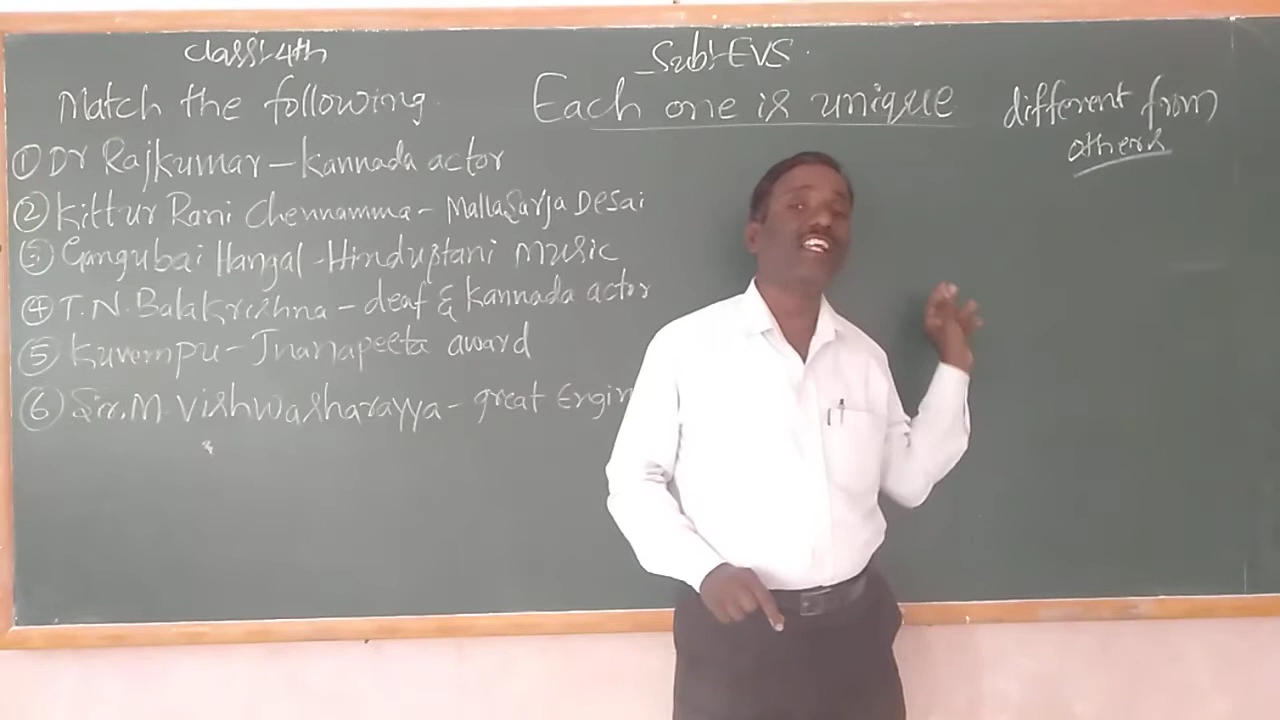 Class:- 4th
Sub:- EVS
Match the following.
Each one is unique
different from
others
① Dr Rajkumar - Kannada actor
② Kittur Rani Chennamma - MallaSarja Desai
③ Gangubai Hangal - Hindustani music
④ T.N. Balakrishna - deaf & Kannada actor
⑤ Kuvempu - Jnanapeeta award
⑥ Sir. M Vishwasharayya - great Engin